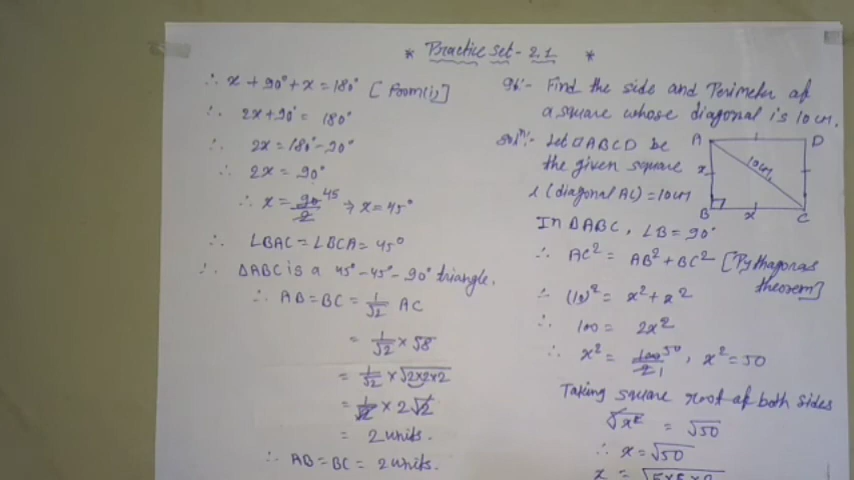 * Practice Set - 2.1 *
∴ x + 90° + x = 180° [from(i)]
∴ 2x + 90° = 180°
∴ 2x = 180° - 90°
∴ 2x = 90°
∴ x = 90/2 45 → x = 45°
∴ ∠BAC = ∠BCA = 45°
∴ ΔABC is a 45° - 45° - 90° triangle.
∴ AB = BC = 1/√2 AC
= 1/√2 × √8
= 1/√2 × √2×2×2
= 1/√2 × 2√2
= 2 units.
∴ AB = BC = 2 units.
Find the side and Perimeter of
a square whose diagonal is 10 cm.
Solⁿ:- Let □ABCD be
the given square
l (diagonal AC) = 10 cm
A D
x 10 cm
B x C
In ΔABC, ∠B = 90°
∴ AC² = AB² + BC² [Pythagoras
theorem]
∴ (10)² = x² + x²
∴ 100 = 2x²
∴ x² = 100/2 50 1, x² = 50
Taking square root of both sides
√x² = √50
∴ x = √50